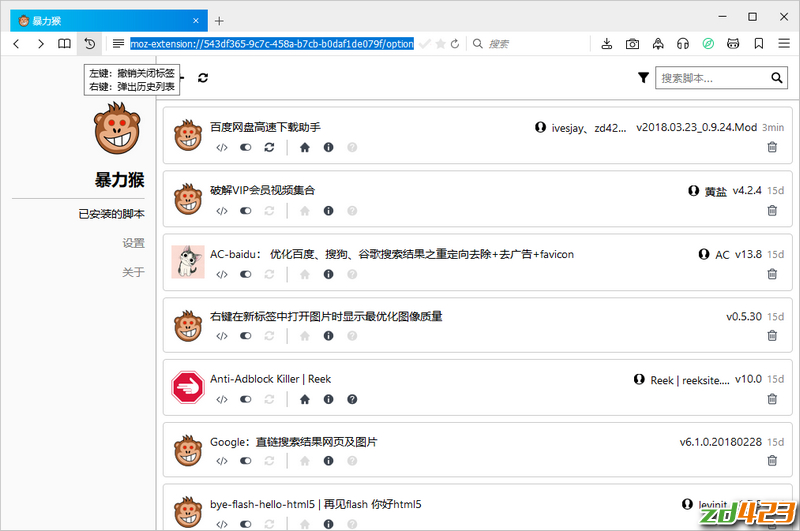 暴力猴
moz-extension://543df365-9c7c-458a-b7cb-b0daf1de079f/option
搜索
左键：撤销关闭标签
右键：弹出历史列表
搜索脚本...
暴力猴
已安装的脚本
设置
关于
百度网盘高速下载助手
ivesjay、zd42... v2018.03.23_0.9.24.Mod 3min
破解VIP会员视频集合
黄盐 v4.2.4 15d
AC-baidu： 优化百度、搜狗、谷歌搜索结果之重定向去除+去广告+favicon
AC v13.8 15d
右键在新标签中打开图片时显示最优化图像质量
v0.5.30 15d
Anti-Adblock Killer | Reek
Reek | reeksite.... v10.0 15d
Google：直链搜索结果网页及图片
v6.1.0.20180228 15d
bye-flash-hello-html5 | 再见flash 你好html5
levinit
zd423